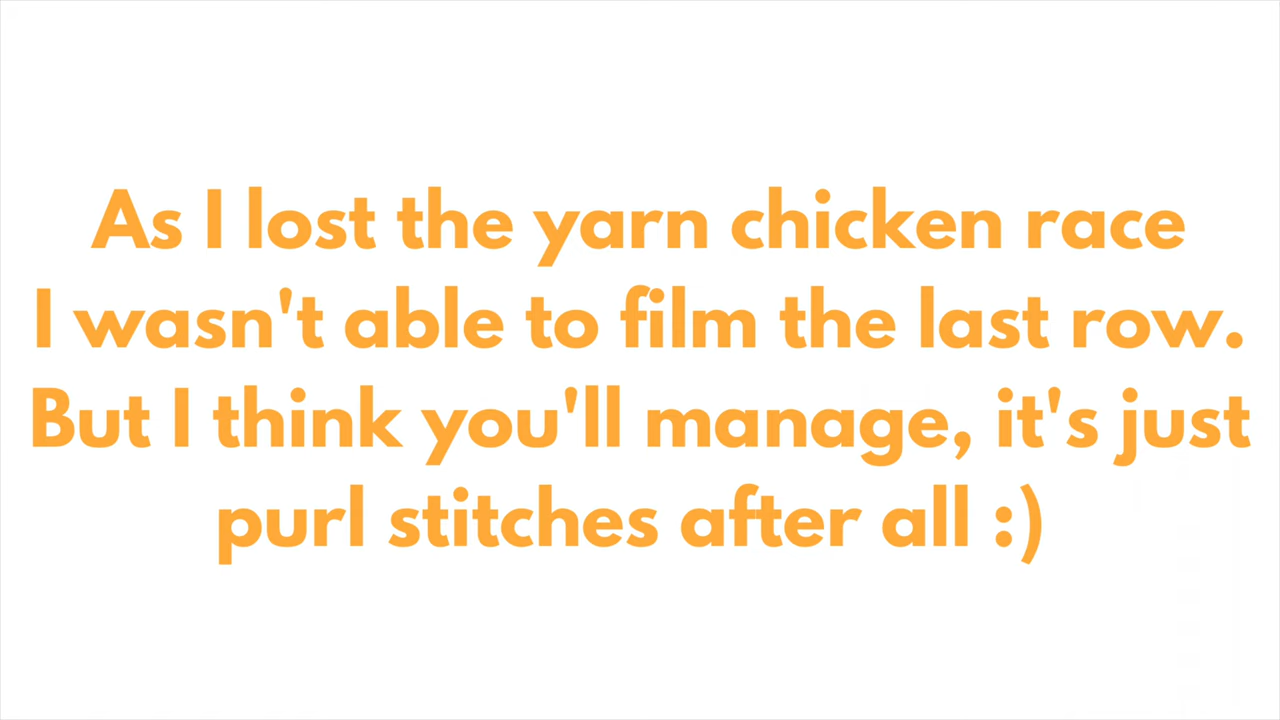 As I lost the yarn chicken race
I wasn't able to film the last row.
But I think you'll manage, it's just
purl stitches after all :)